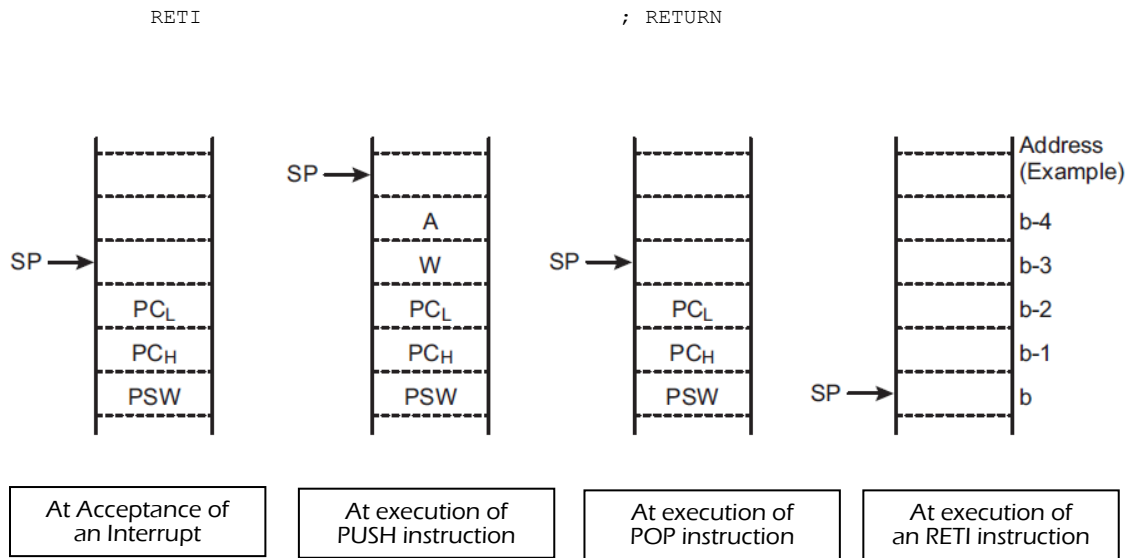 RETI ; RETURN
Address
(Example)
SP
A
b-4
SP
W
SP
b-3
PCL
PCL
PCL
b-2
PCH
PCH
PCH
b-1
PSW
PSW
PSW
SP
b
At Acceptance of
an Interrupt
At execution of
PUSH instruction
At execution of
POP instruction
At execution of
an RETI instruction